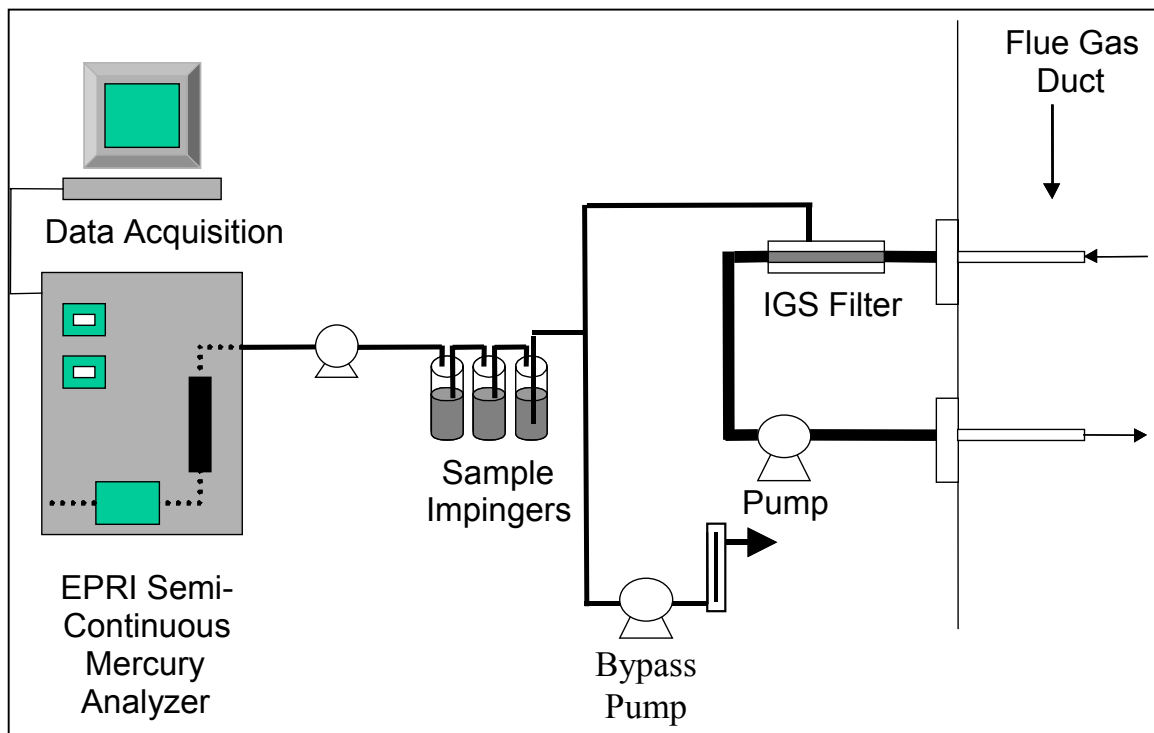 Flue Gas
Duct
Data Acquisition
IGS Filter
Sample
Impingers
Pump
EPRI Semi-
Continuous
Mercury
Analyzer
Bypass
Pump